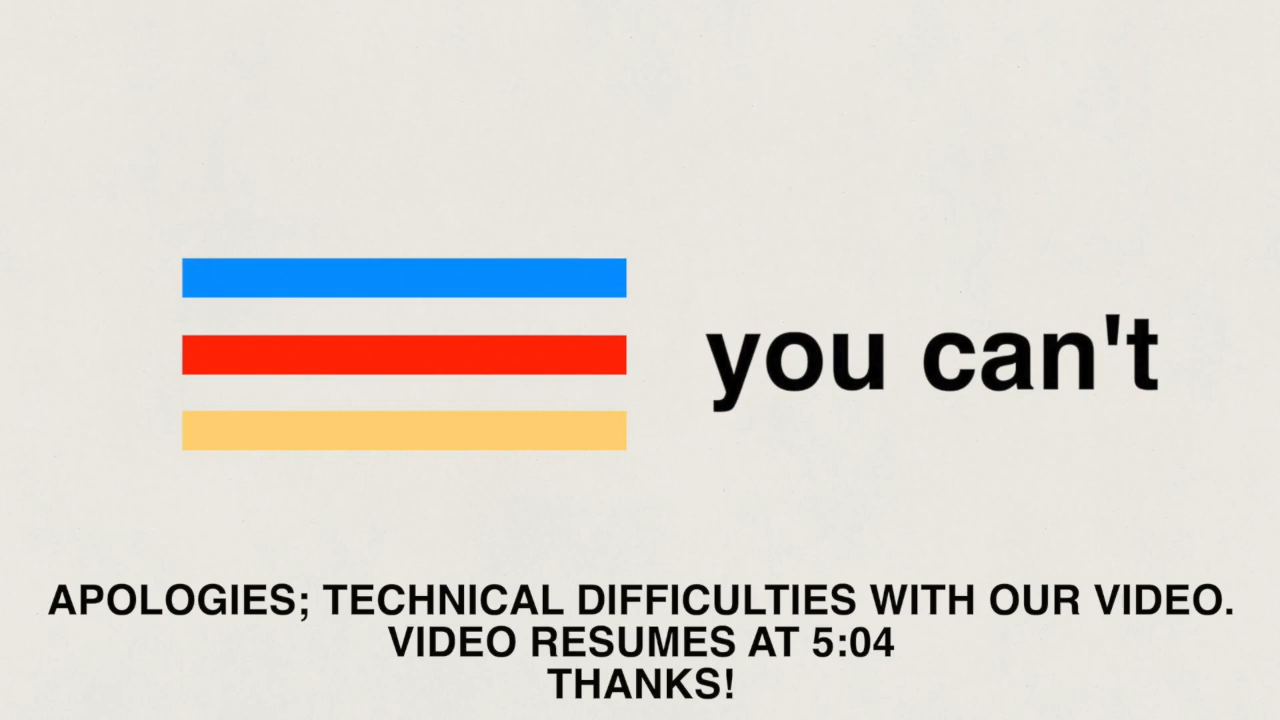 you can't
APOLOGIES; TECHNICAL DIFFICULTIES WITH OUR VIDEO.
VIDEO RESUMES AT 5:04
THANKS!